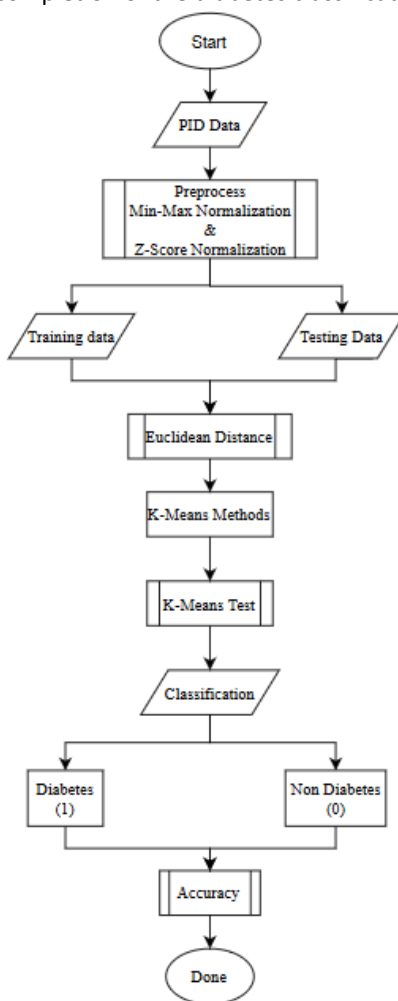 Start
PID Data
Preprocess
Min-Max Normalization
&
Z-Score Normalization
Training data
Testing Data
Euclidean Distance
K-Means Methods
K-Means Test
Classification
Diabetes
(1)
Non Diabetes
(0)
Accuracy
Done